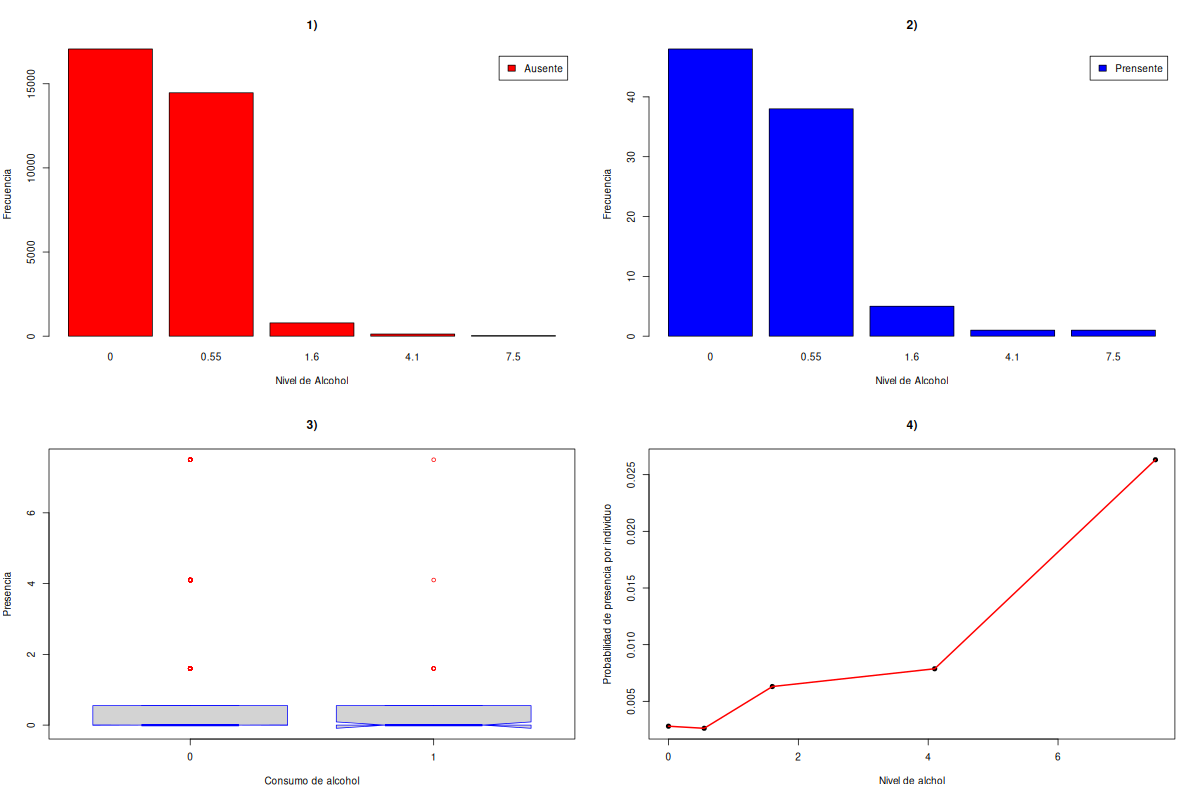 1)
Ausente
Frecuencia
15000
10000
5000
0
0 0.55 1.6 4.1 7.5
Nivel de Alcohol
2)
Prensente
Frecuencia
40
30
20
10
0
0 0.55 1.6 4.1 7.5
Nivel de Alcohol
3)
Presencia
6
4
2
0
0 1
Consumo de alcohol
4)
Probabilidad de presencia por individuo
0.025
0.020
0.015
0.010
0.005
0 2 4 6
Nivel de alchol